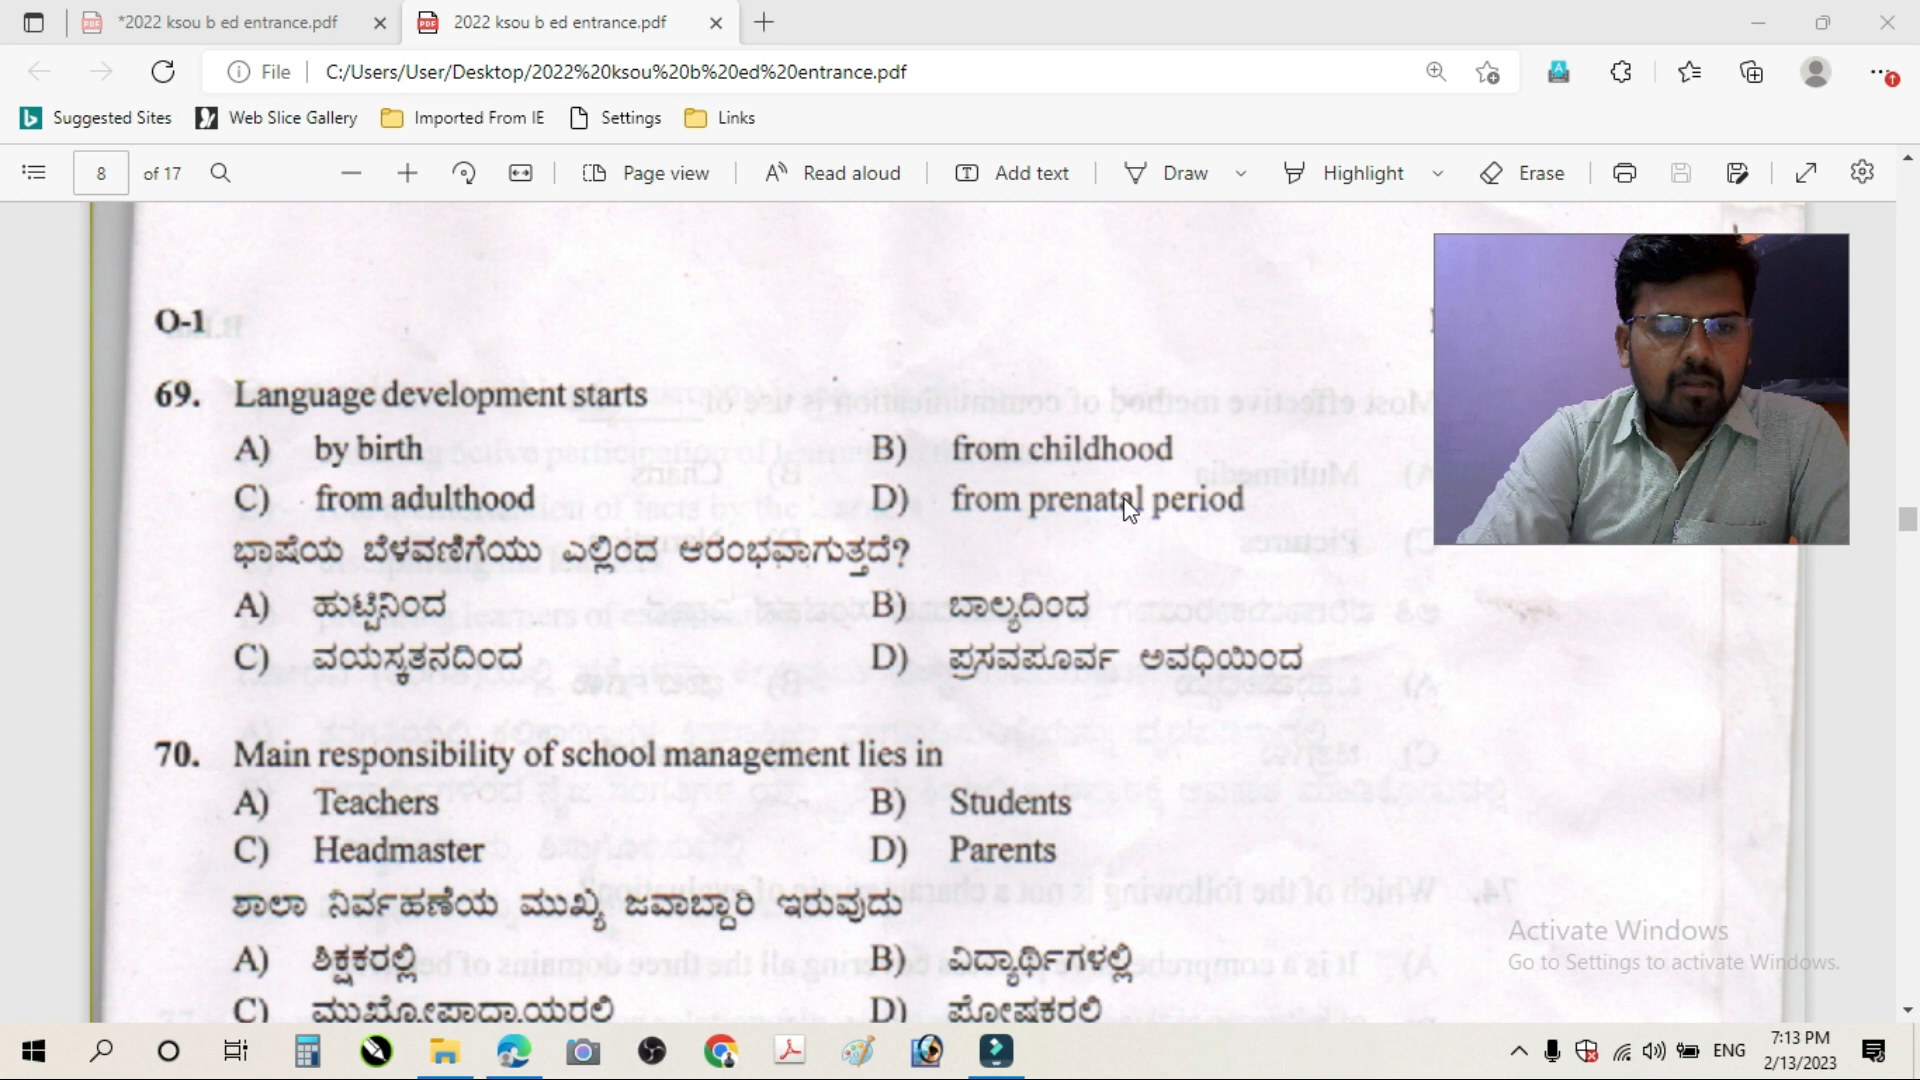 *2022 ksou b ed entrance.pdf
2022 ksou b ed entrance.pdf
File
C:/Users/User/Desktop/2022%20ksou%20b%20ed%20entrance.pdf
Suggested Sites
Web Slice Gallery
Imported From IE
Settings
Links
8 of 17
Page view
Read aloud
Add text
Draw
Highlight
Erase
O-1
69. Language development starts
A) by birth B) from childhood
C) from adulthood D) from prenatal period
ಭಾಷೆಯ ಬೆಳವಣಿಗೆಯು ಎಲ್ಲಿಂದ ಆರಂಭವಾಗುತ್ತದೆ?
A) ಹುಟ್ಟಿನಿಂದ B) ಬಾಲ್ಯದಿಂದ
C) ವಯಸ್ಕತನದಿಂದ D) ಪ್ರಸವಪೂರ್ವ ಅವಧಿಯಿಂದ
70. Main responsibility of school management lies in
A) Teachers B) Students
C) Headmaster D) Parents
ಶಾಲಾ ನಿರ್ವಹಣೆಯ ಮುಖ್ಯ ಜವಾಬ್ದಾರಿ ಇರುವುದು
A) ಶಿಕ್ಷಕರಲ್ಲಿ B) ವಿದ್ಯಾರ್ಥಿಗಳಲ್ಲಿ
C) ಮುಖ್ಯೋಪಾಧ್ಯಾಯರಲ್ಲಿ D) ಪೋಷಕರಲ್ಲಿ
Activate Windows
Go to Settings to activate Windows.
ENG
7:13 PM
2/13/2023